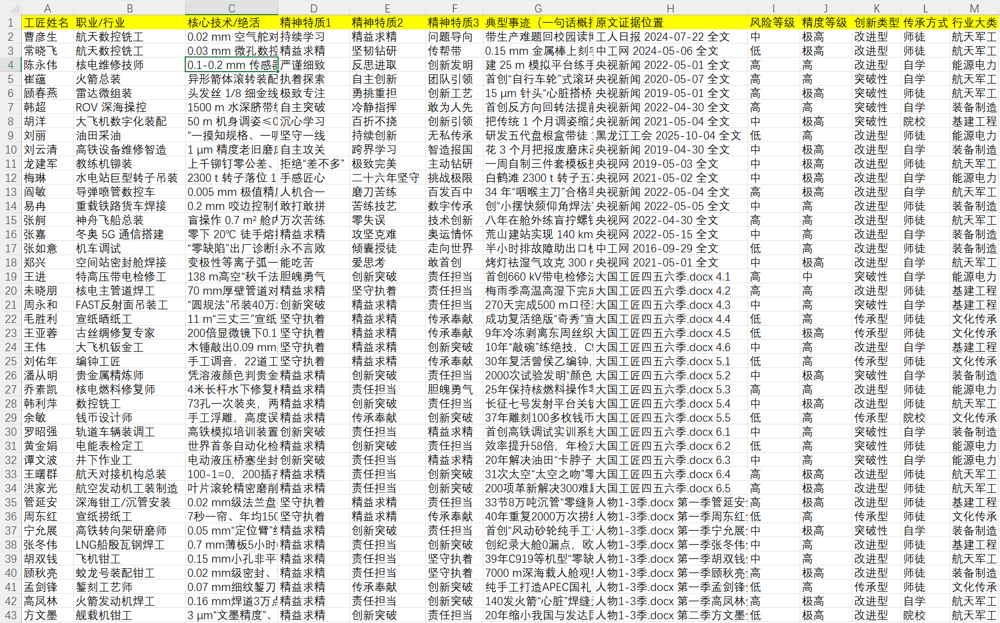 A B C D E F G H I J K L M
1 工匠姓名 职业/行业 核心技术/绝活 精神特质1 精神特质2 精神特质3 典型事迹（一句话概 原文证据位置 风险等级 精度等级 创新类型 传承方式 行业大类
2 曹彦生 航天数控铣工 0.02 mm 空气舵对 持续学习 精益求精 问题导向 带生产难题回校园读博 工人日报 2024-07-22 全文 中 极高 改进型 师徒 航天军工
3 常晓飞 航天数控铣工 0.03 mm 微孔数控 精益求精 坚韧钻研 传帮带 0.15 mm 金属棒上刻字 中工网 2024-05-06 全文 低 极高 改进型 师徒 航天军工
4 陈永伟 核电维修技师 0.1-0.2 mm 传感器 严谨细致 反思进取 创新发明 建 25 m 模拟平台练手 央视新闻 2022-05-01 全文 高 高 改进型 自学 能源电力
5 崔蕴 火箭总装 异形箭体滚转装配 执着探索 自主创新 团队引领 首创“自行车轮”式滚环 央视新闻 2020-05-07 全文 高 高 突破性 自学 航天军工
6 顾春燕 雷达微组装 头发丝 1/8 细金线 极致专注 勇挑重担 创新工艺 15 μm 针头“心脏搭桥 央视新闻 2019-05-01 全文 高 极高 突破性 师徒 航天军工
7 韩超 ROV 深海操控 1500 m 水深脐带缆 自主突破 冷静指挥 敢为人先 首创反方向回转法提前 央视新闻 2022-04-30 全文 高 高 突破性 自学 装备制造
8 胡洋 大飞机数字化装配 50 m 机身调姿≤0 沉心学习 百折不挠 创新引领 把传统 1 个月调姿缩为 央视新闻 2021-05-04 全文 中 极高 突破性 院校 基建工程
9 刘丽 油田采油 “一摸知规格、一听 坚守一线 持续创新 无私传承 研发五代盘根盒带徒 黑龙江工会 2025-10-04 全文 低 高 改进型 师徒 能源电力
10 刘云清 高铁设备维修智造 1 μm 精度老旧磨床 自主攻关 跨界学习 智造报国 花 3 个月把报废磨床改 央视新闻 2019-04-30 全文 中 极高 改进型 自学 装备制造
11 龙建军 教练机铆装 上千铆钉零公差、 拒绝“差不多” 极致完美 主动钻研 一周自制三件套模板换 央视网 2019-05-03 全文 中 极高 改进型 师徒 航天军工
12 梅琳 水电站巨型转子吊装 2300 t 转子落位 1 手感匠心 二十六年坚守 挑战极限 白鹤滩 2300 t 转子五次 央视网 2021-05-02 全文 中 极高 改进型 自学 能源电力
13 阎敏 导弹喷管数控车 0.005 mm 极值精度 人机合一 磨刀苦练 百发百中 34 年“咽喉主刀”合格率 央视新闻 2022-05-04 全文 高 极高 改进型 自学 航天军工
14 易冉 重载铁路货车焊接 0.2 mm 咬边控制 敢打敢拼 苦练技艺 数字传承 创“小摆快频仰角焊法” 央视新闻 2022-05-05 全文 中 高 改进型 师徒 装备制造
15 张舸 神舟飞船总装 盲操作 0.7 m² 舱内 万次苦练 零失误 技术创新 八年在舱外练盲拧螺钉 央视网 2022-04-30 全文 高 高 改进型 师徒 航天军工
16 张嘉 冬奥 5G 通信搭建 零下 20℃ 徒手熔接 精益求精 攻坚克难 奥运情怀 荒山建站实现 140 km 央视网 2022-05-15 全文 中 高 改进型 自学 装备制造
17 张如意 机车调试 “零缺陷”出厂诊断 永不言败 倾囊授徒 走向世界 半小时排故障助出口机 中工网 2016-09-29 全文 低 高 改进型 师徒 装备制造
18 郑兴 空间站密封舱焊接 变极性等离子弧一 能吃苦 爱思考 敢首创 烤灯祛湿气攻克 300 m 央视网 2021-05-01 全文 中 极高 改进型 自学 航天军工
19 王进 特高压带电检修工 138 m高空“秋千法 胆魄勇气 创新突破 责任担当 首创660 kV带电检修法 大国工匠四五六季.docx 4.1 高 中 突破性 自学 能源电力
20 未晓朋 核电主管道焊工 70 mm厚壁管道对 精益求精 坚守执着 责任担当 梅雨季高温高湿下完成 大国工匠四五六季.docx 4.2 高 高 改进型 师徒 基建工程
21 周永和 FAST反射面吊装工 “圆规法”吊装40万 创新突破 精益求精 责任担当 270天完成500 m口径 大国工匠四五六季.docx 4.3 中 高 突破性 自学 基建工程
22 毛胜利 宣纸晒纸工 11 m“三丈三”宣纸 坚守执着 精益求精 传承奉献 成功复活绝版“奇秀”宣 大国工匠四五六季.docx 4.4 低 高 传承型 师徒 文化传承
23 王亚蓉 古丝绸修复专家 200倍显微镜下0.1 坚守执着 精益求精 传承奉献 9年冷冻剥离东周丝织 大国工匠四五六季.docx 4.5 低 极高 传承型 师徒 文化传承
24 王伟 大飞机钣金工 木锤敲出0.09 mm 坚守执着 精益求精 创新突破 10年“敲碗”练绝技，C9 大国工匠四五六季.docx 4.6 中 高 改进型 自学 基建工程
25 刘佑年 编钟工匠 手工调音，22道工 坚守执着 精益求精 传承奉献 30年复活曾侯乙编钟， 大国工匠四五六季.docx 5.1 低 高 传承型 师徒 文化传承
26 潘从明 贵金属精炼师 凭溶液颜色判贵金 精益求精 创新突破 责任担当 2000次试验发明“颜色 大国工匠四五六季.docx 5.2 中 极高 突破性 自学 装备制造
27 乔素凯 核电燃料修复师 4米长杆水下修复核 精益求精 责任担当 胆魄勇气 25年保持核燃料操作零 大国工匠四五六季.docx 5.3 高 高 改进型 师徒 能源电力
28 韩利萍 数控铣工 73孔一次装夹，两 精益求精 创新突破 责任担当 长征七号发射平台关键 大国工匠四五六季.docx 5.4 中 极高 改进型 师徒 航天军工
29 余敏 钱币设计师 手工浮雕，高度误 精益求精 传承奉献 创新突破 37年雕刻100多枚钱币 大国工匠四五六季.docx 5.5 低 高 传承型 院校 文化传承
30 罗昭强 轨道车辆装调工 高铁模拟培训装置 创新突破 责任担当 精益求精 首创高铁调试实训系统 大国工匠四五六季.docx 6.1 中 高 突破性 自学 装备制造
31 黄金娟 电能表检定工 世界首条自动化检 精益求精 创新突破 责任担当 效率提升58倍，年检定 大国工匠四五六季.docx 6.2 低 高 突破性 师徒 能源电力
32 谭文波 井下作业工 电动液压桥塞坐封 创新突破 责任担当 精益求精 20年解决油田“卡脖子 大国工匠四五六季.docx 6.3 中 高 突破性 自学 能源电力
33 王曙群 航天对接机构总装 100-1=0，200插孔 精益求精 责任担当 创新突破 31次太空“太空之吻”零 大国工匠四五六季.docx 6.4 高 极高 改进型 师徒 航天军工
34 洪家光 航空发动机工装制造 叶片滚轮精密磨削 精益求精 责任担当 创新突破 200项革新解决300难题 大国工匠四五六季.docx 6.5 高 极高 改进型 师徒 航天军工
35 管延安 深海钳工/沉管安装 0.02 mm级法兰盘 坚守执着 精益求精 责任担当 33节8万吨沉管“零缝隙 人物1-3季.docx 第一季管延安 高 极高 改进型 师徒 基建工程
36 周东红 宣纸捞纸工 7秒一帘、年均150 坚守执着 精益求精 传承奉献 40年重复2000万次捞纸 人物1-3季.docx 第一季周东红 低 高 传承型 师徒 文化传承
37 宁允展 高铁转向架研磨师 0.05 mm“定位臂” 精益求精 创新突破 责任担当 首创“风动砂轮纯手工 人物1-3季.docx 第一季宁允展 中 极高 突破性 自学 装备制造
38 张冬伟 LNG船殷瓦钢焊工 0.7 mm薄板5小时 精益求精 责任担当 创新突破 创纪录大舱0漏点，欧 人物1-3季.docx 第一季张冬伟 中 高 改进型 师徒 基建工程
39 胡双钱 飞机钳工 0.15 mm小孔非平 精益求精 责任担当 坚守执着 39年C919等机型“零缺 人物1-3季.docx 第一季胡双钱 中 高 改进型 师徒 航天军工
40 顾秋亮 蛟龙号装配钳工 0.02 mm级密封、 精益求精 责任担当 坚守执着 7000 m深海载人舱观察 人物1-3季.docx 第一季顾秋亮 高 极高 改进型 师徒 装备制造
41 孟剑锋 錾刻工艺师 0.07 mm细纹錾刀 精益求精 传承奉献 创新突破 纯手工打造APEC国礼 人物1-3季.docx 第一季孟剑锋 低 高 传承型 师徒 文化传承
42 高凤林 火箭发动机焊工 0.16 mm焊道3万点 精益求精 责任担当 创新突破 140发火箭“心脏”焊缝 人物1-3季.docx 第一季高凤林 高 极高 改进型 自学 航天军工
43 方文墨 舰载机钳工 3 μm“文墨精度”、 精益求精 创新突破 责任担当 20年缩小我国与发达国 人物1-3季.docx 第二季方文墨 低 极高 改进型 院校 航天军工